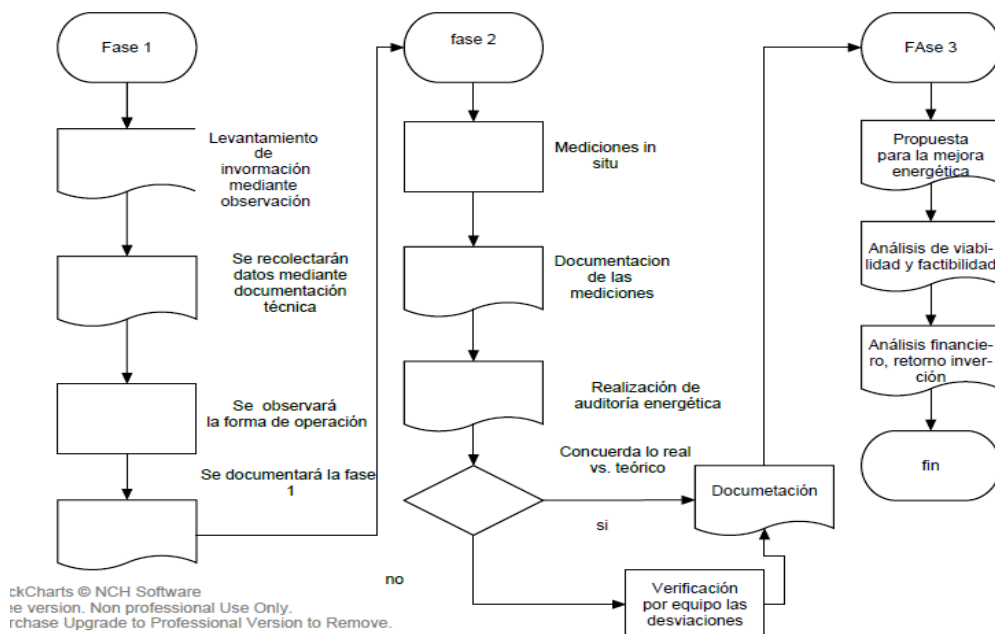 Fase 1
Levantamiento
de
invormación
mediante
observación
Se recolectarán
datos mediante
documentación
técnica
Se observará
la forma de operación
Se documentará la fase
1
fase 2
Mediciones in
situ
Documentacion
de las
mediciones
Realización de
auditoría energética
Concuerda lo real
vs. teórico
si
no
Documetación
Verificación
por equipo las
desviaciones
FAse 3
Propuesta
para la mejora
energética
Análisis de viabi-
lidad y factibilidad
Análisis financie-
ro, retorno inver-
ción
fin
ckCharts © NCH Software
ee version. Non professional Use Only.
rchase Upgrade to Professional Version to Remove.